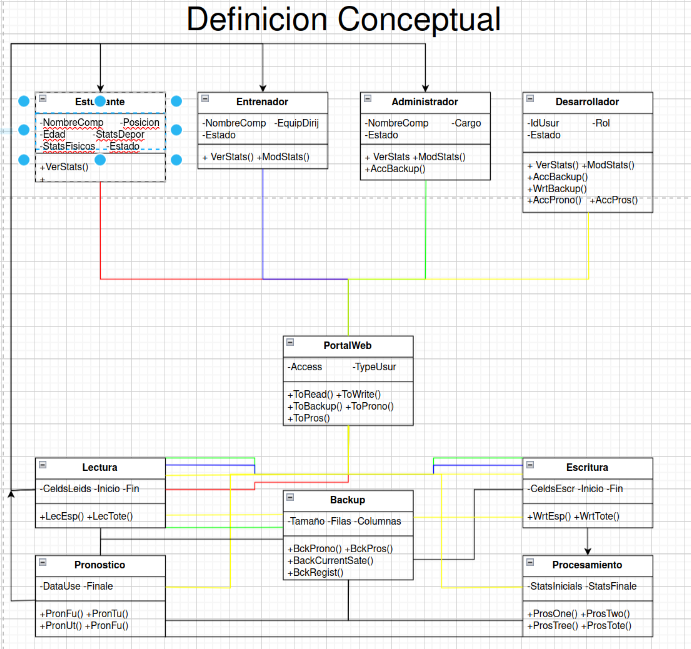 Definicion Conceptual
Estudiante
-NombreComp -Posicion
-Edad -StatsDepor
-StatsFisicos -Estado
+VerStats()
+
Entrenador
-NombreComp -EquipDirij
-Estado
+ VerStats() +ModStats()
Administrador
-NombreComp -Cargo
-Estado
+ VerStats +ModStats()
+AccBackup()
Desarrollador
-IdUsur -Rol
-Estado
+ VerStats() +ModStats()
+AccBackup()
+WrtBackup()
+AccProno() +AccPros()
PortalWeb
-Access -TypeUsur
+ToRead() +ToWrite()
+ToBackup() +ToProno()
+ToPros()
Lectura
-CeldsLeids -Inicio -Fin
+LecEsp() +LecTote()
Escritura
-CeldsEscr -Inicio -Fin
+WrtEsp() +WrtTote()
Backup
-Tamaño -Filas -Columnas
+BckProno() +BckPros()
+BackCurrentSate()
+BckRegist()
Pronostico
-DataUse -Finale
+PronFu() +PronTu()
+PronUt() +PronFu()
Procesamiento
-StatsInicials -StatsFinale
+ProsOne() +ProsTwo()
+ProsTree() +ProsTote()